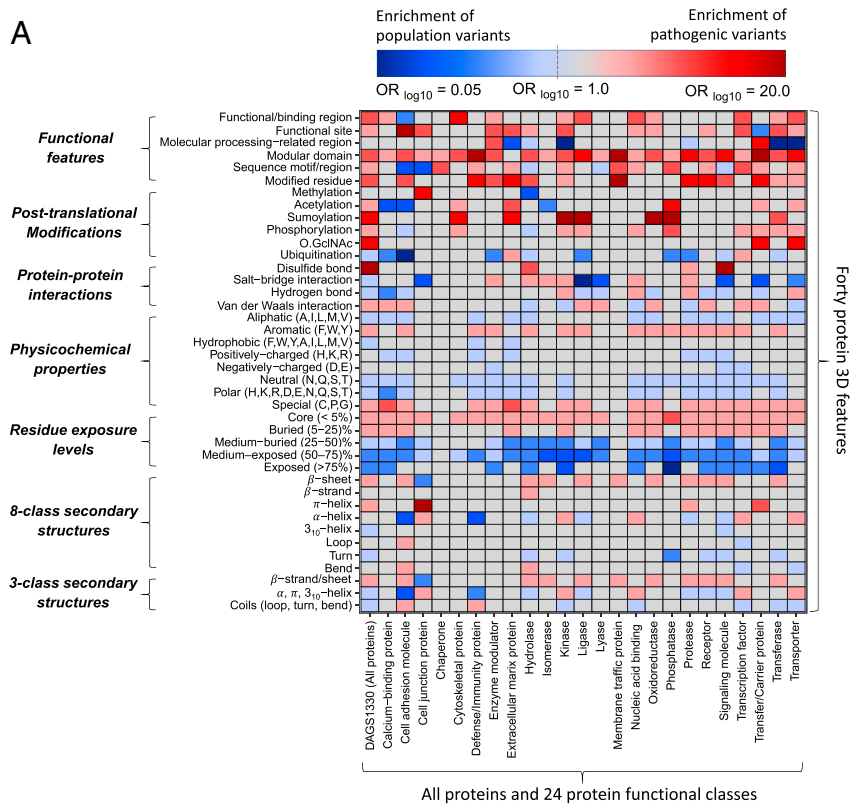 A
Enrichment of
population variants
Enrichment of
pathogenic variants
OR log10 = 0.05
OR log10 = 1.0
OR log10 = 20.0
Functional
features
Post-translational
Modifications
Protein-protein
interactions
Physicochemical
properties
Residue exposure
levels
8-class secondary
structures
3-class secondary
structures
Functional/binding region
Functional site
Molecular processing-related region
Modular domain
Sequence motif/region
Modified residue
Methylation
Acetylation
Sumoylation
Phosphorylation
O.GclNAc
Ubiquitination
Disulfide bond
Salt-bridge interaction
Hydrogen bond
Van der Waals interaction
Aliphatic (A,I,L,M,V)
Aromatic (F,W,Y)
Hydrophobic (F,W,Y,A,I,L,M,V)
Positively-charged (H,K,R)
Negatively-charged (D,E)
Neutral (N,Q,S,T)
Polar (H,K,R,D,E,N,Q,S,T)
Special (C,P,G)
Core (< 5%)
Buried (5−25)%
Medium-buried (25−50)%
Medium−exposed (50−75)%
Exposed (>75%)
β−sheet
β−strand
π−helix
α−helix
3₁₀−helix
Loop
Turn
Bend
β−strand/sheet
α, π, 3₁₀−helix
Coils (loop, turn, bend)
Forty protein 3D features
DAGS1330 (All proteins)
Calcium−binding protein
Cell adhesion molecule
Cell junction protein
Chaperone
Cytoskeletal protein
Defense/Immunity protein
Enzyme modulator
Extracellular marix protein
Hydrolase
Isomerase
Kinase
Ligase
Lyase
Membrane traffic protein
Nucleic acid binding
Oxidoreductase
Phosphatase
Protease
Receptor
Signaling molecule
Transcription factor
Transfer/Carrier protein
Transferase
Transporter
All proteins and 24 protein functional classes